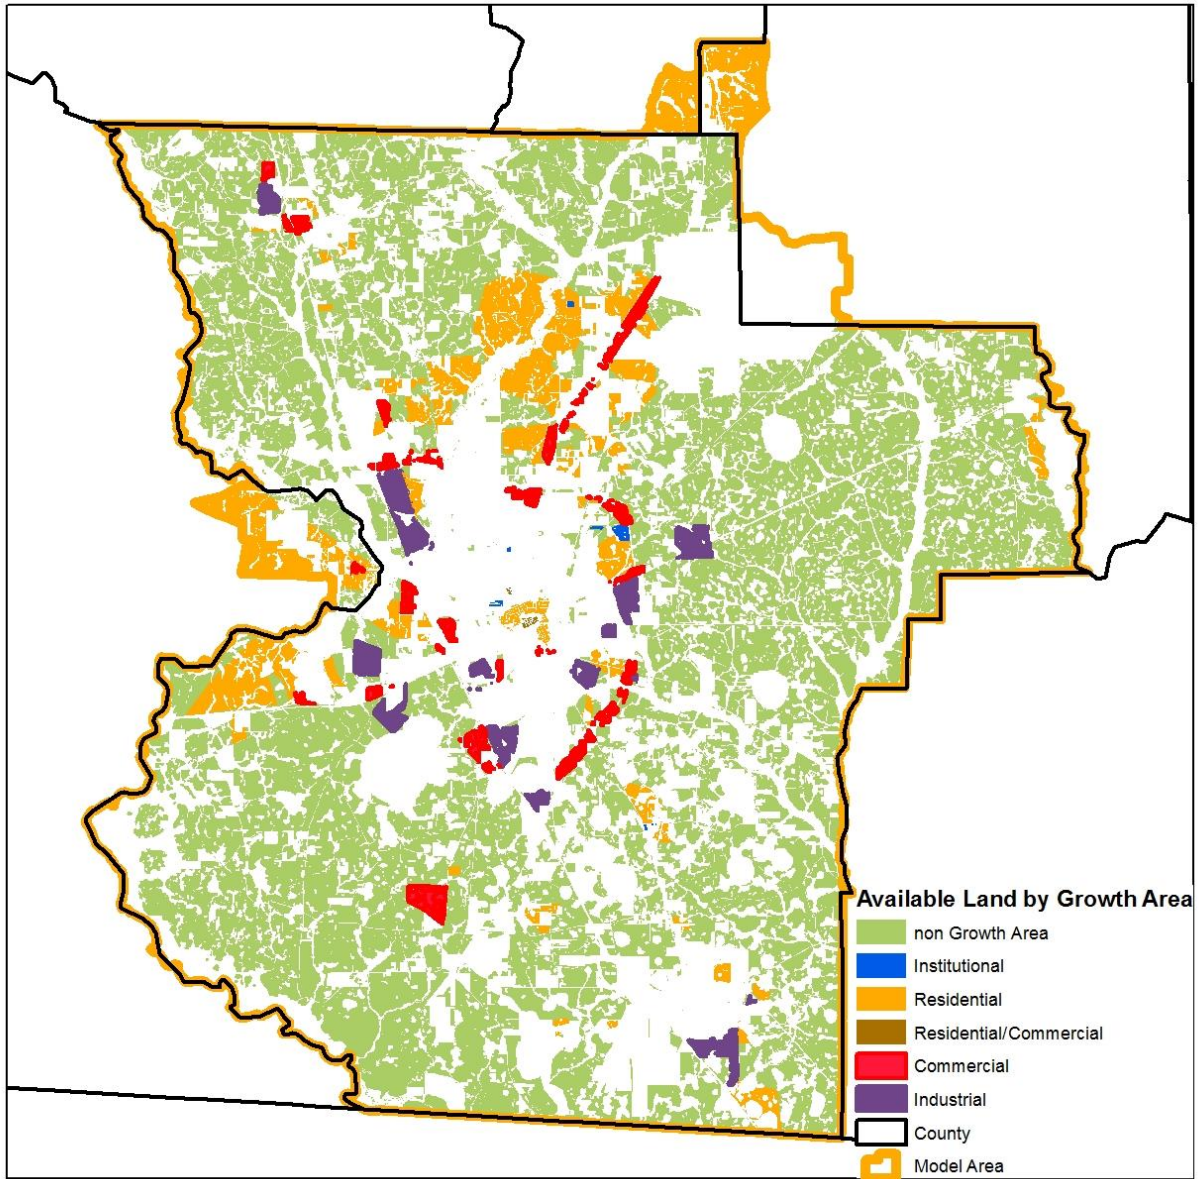 Available Land by Growth Area
non Growth Area
Institutional
Residential
Residential/Commercial
Commercial
Industrial
County
Model Area